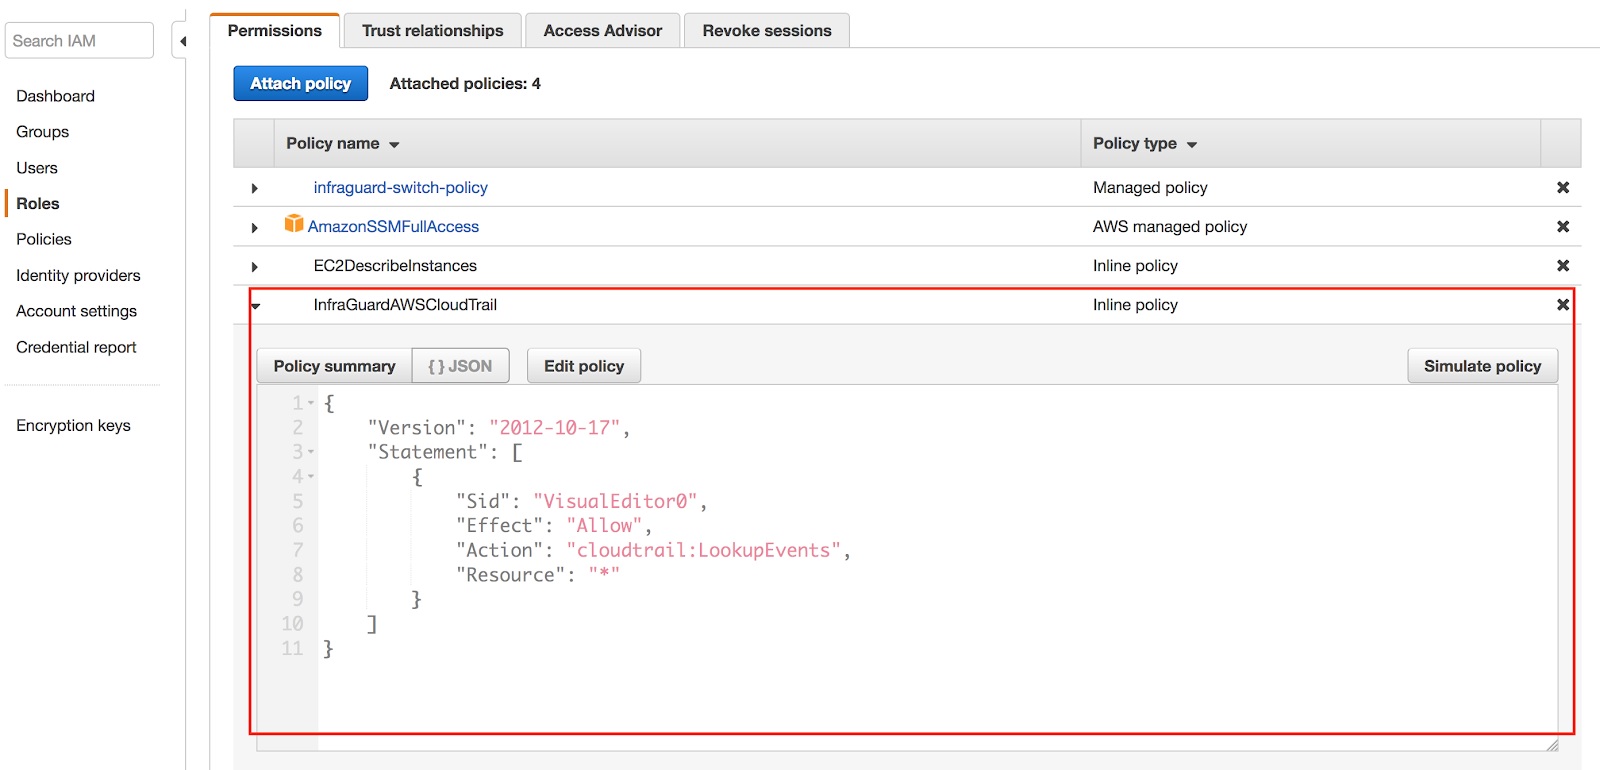 Search IAM
Dashboard
Groups
Users
Roles
Policies
Identity providers
Account settings
Credential report
Encryption keys
Permissions Trust relationships Access Advisor Revoke sessions
Attach policy Attached policies: 4
Policy name Policy type
infraguard-switch-policy Managed policy
AmazonSSMFullAccess AWS managed policy
EC2DescribeInstances Inline policy
InfraGuardAWSCloudTrail Inline policy
Policy summary { } JSON Edit policy Simulate policy
1 {
2 "Version": "2012-10-17",
3 "Statement": [
4 {
5 "Sid": "VisualEditor0",
6 "Effect": "Allow",
7 "Action": "cloudtrail:LookupEvents",
8 "Resource": "*"
9 }
10 ]
11 }